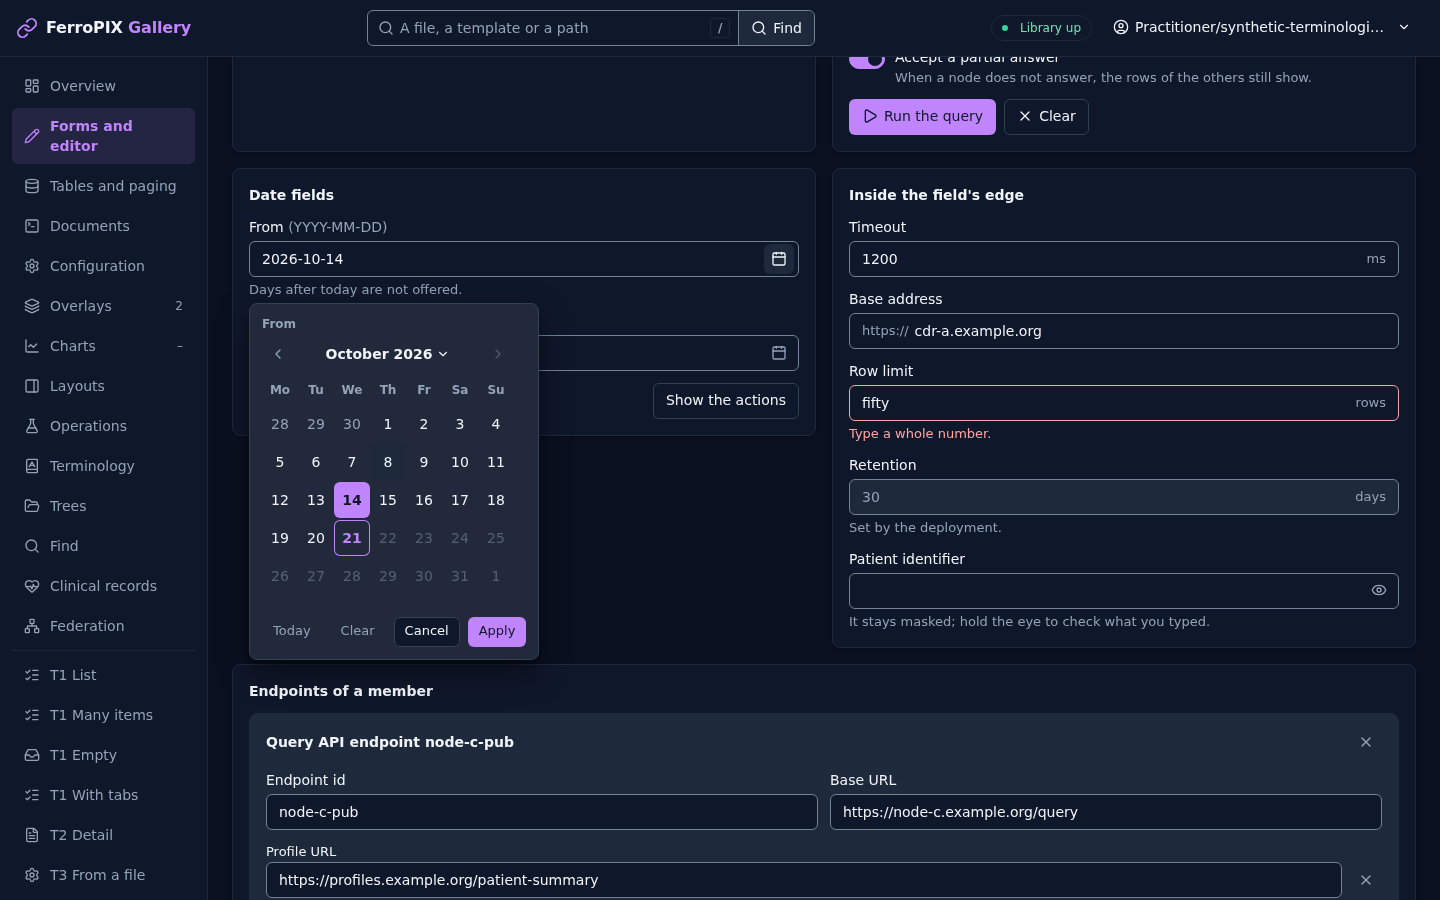 FerroPIX Gallery
A file, a template or a path
/
Find
Library up
Practitioner/synthetic-terminologi…
Overview
Forms and
editor
Tables and paging
Documents
Configuration
Overlays 2
Charts –
Layouts
Operations
Terminology
Trees
Find
Clinical records
Federation
T1 List
T1 Many items
T1 Empty
T1 With tabs
T2 Detail
T3 From a file
Accept a partial answer
When a node does not answer, the rows of the others still show.
Run the query
Clear
Date fields
From (YYYY-MM-DD)
2026-10-14
Days after today are not offered.
From
October 2026
Mo Tu We Th Fr Sa Su
28 29 30 1 2 3 4
5 6 7 8 9 10 11
12 13 14 15 16 17 18
19 20 21 22 23 24 25
26 27 28 29 30 31 1
Today Clear Cancel Apply
Show the actions
Inside the field's edge
Timeout
1200 ms
Base address
https:// cdr-a.example.org
Row limit
fifty rows
Type a whole number.
Retention
30 days
Set by the deployment.
Patient identifier
It stays masked; hold the eye to check what you typed.
Endpoints of a member
Query API endpoint node-c-pub
Endpoint id
node-c-pub
Base URL
https://node-c.example.org/query
Profile URL
https://profiles.example.org/patient-summary